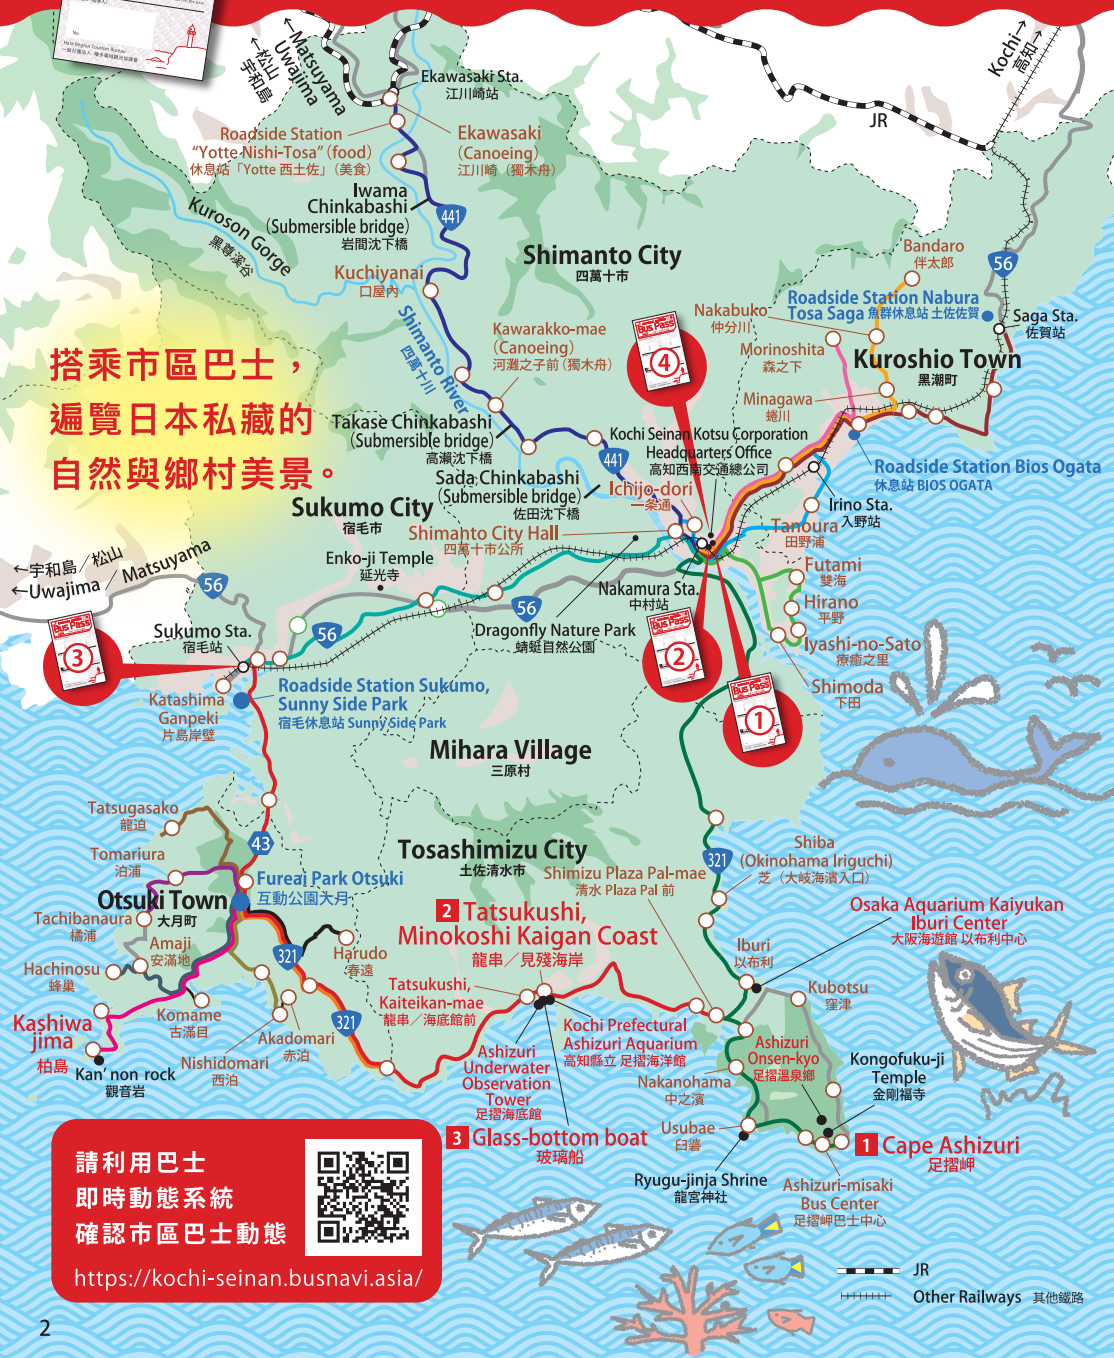 No.
Hata Region Tourism Bureau
←Matsuyama
Uwajima
←松山
宇和島
Kochi→
高知→
JR
Ekawasaki Sta.
江川崎站
Roadside Station
“Yotte Nishi-Tosa” (food)
休息站「Yotte 西土佐」(美食)
Ekawasaki
(Canoeing)
江川崎（獨木舟）
Iwama
Chinkabashi
(Submersible bridge)
岩間沈下橋
441
Kuroson Gorge
黑尊溪谷
Shimanto City
四萬十市
Kuchiyanai
口屋內
Shimanto River
四萬十川
Kawarakko-mae
(Canoeing)
河灘之子前（獨木舟）
Bandaro
伴太郎
56
Roadside Station Nabura
Tosa Saga 魚群休息站 土佐佐賀
Saga Sta.
佐賀站
Nakabuko
仲分川
Morinoshita
森之下
Kuroshio Town
黑潮町
Minagawa
蜷川
Bus Pass
4
搭乘市區巴士，
遍覽日本私藏的
自然與鄉村美景。
Takase Chinkabashi
(Submersible bridge)
高瀨沈下橋
Kochi Seinan Kotsu Corporation
Headquarters Office
高知西南交通總公司
441
Sada Chinkabashi
(Submersible bridge)
佐田沈下橋
Ichijo-dori
一条通
Roadside Station Bios Ogata
休息站 BIOS OGATA
Irino Sta.
入野站
Sukumo City
宿毛市
Shimanto City Hall
四萬十市公所
Tanoura
田野浦
←宇和島／松山
←Uwajima／Matsuyama
56
Enko-ji Temple
延光寺
Futami
雙海
Nakamura Sta.
中村站
Hirano
平野
56
Dragonfly Nature Park
蜻蜓自然公園
Iyashi-no-Sato
療癒之里
Shimoda
下田
Bus Pass
3
Sukumo Sta.
宿毛站
56
Bus Pass
2
Bus Pass
1
Katashima
Ganpeki
片島岸壁
Roadside Station Sukumo,
Sunny Side Park
宿毛休息站 Sunny Side Park
Mihara Village
三原村
Tatsugasako
龍迫
43
Tomariura
泊浦
Tosashimizu City
土佐清水市
321
Shiba
(Okinohama Iriguchi)
芝（大岐海濱入口）
Shimizu Plaza Pal-mae
清水 Plaza Pal 前
Fureai Park Otsuki
互動公園大月
Otsuki Town
大月町
Tachibanaura
橘浦
2 Tatsukushi,
Minokoshi Kaigan Coast
龍串／見殘海岸
Osaka Aquarium Kaiyukan
Iburi Center
大阪海遊館 以布利中心
Amaji
安滿地
Hachinosu
蜂巢
321
Harudo
春遠
Iburi
以布利
Tatsukushi,
Kaiteikan-mae
龍串／海底館前
Kubotsu
窪津
Komame
古滿目
Kashiwa
jima
柏島
321
Akadomari
赤泊
Nishidomari
西泊
Kochi Prefectural
Ashizuri Aquarium
高知縣立 足摺海洋館
Ashizuri
Underwater
Observation
Tower
足摺海底館
Ashizuri
Onsen-kyo
足摺溫泉鄉
Kongofuku-ji
Temple
金剛福寺
Kan’non rock
觀音岩
Nakanohama
中之濱
Usubae
臼碆
3 Glass-bottom boat
玻璃船
1 Cape Ashizuri
足摺岬
Ryugu-jinja Shrine
龍宮神社
Ashizuri-misaki
Bus Center
足摺岬巴士中心
請利用巴士
即時動態系統
確認市區巴士動態
https://kochi-seinan.busnavi.asia/
JR
Other Railways 其他鐵路
2